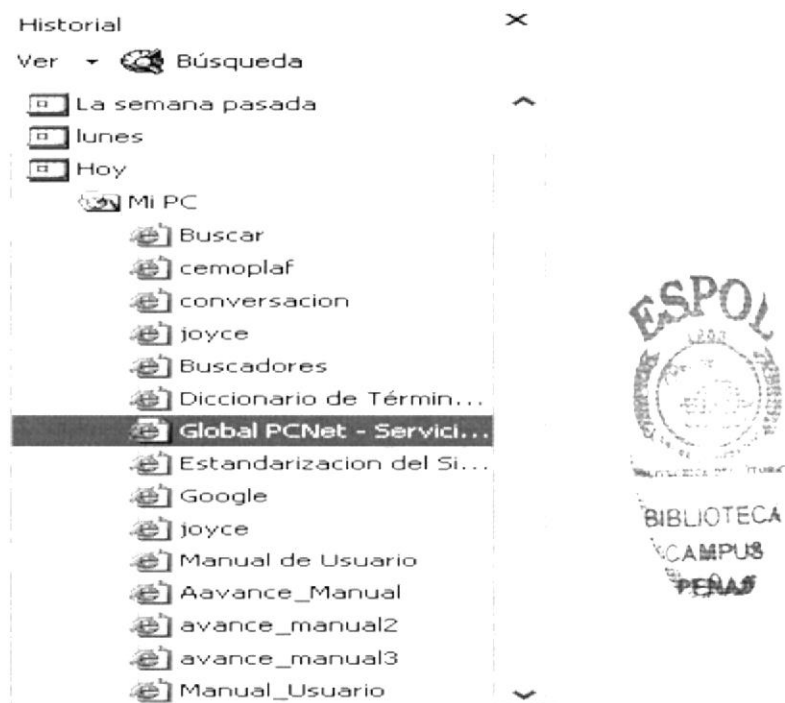 Historial
Ver Búsqueda
La semana pasada
lunes
Hoy
Mi PC
Buscar
cemoplaf
conversacion
joyce
Buscadores
Diccionario de Términ...
Global PCNet - Servici...
Estandarizacion del Si...
Google
joyce
Manual de Usuario
Aavance_Manual
avance_manual2
avance_manual3
Manual_Usuario
ESPOL
BIBLIOTECA
CAMPUS
PEÑAS